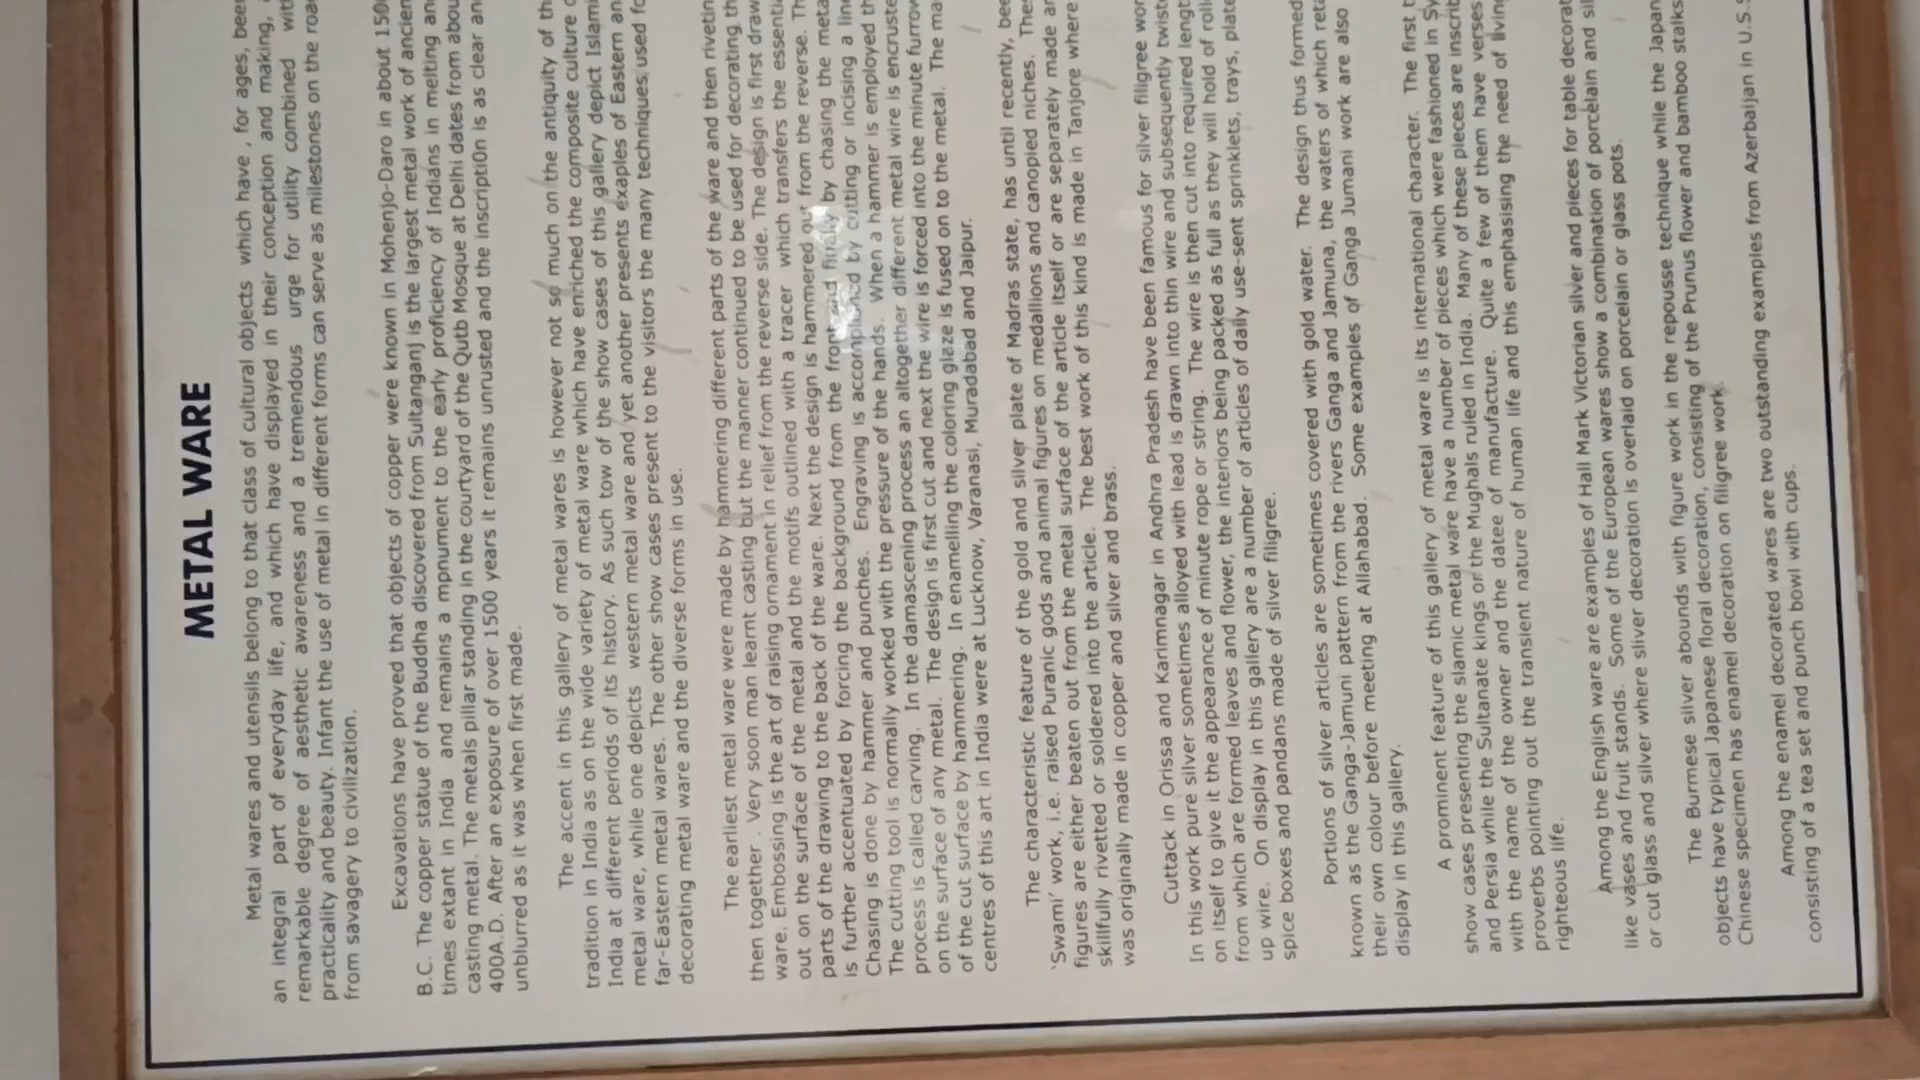 METAL WARE
Metal wares and utensils belong to that class of cultural objects which have , for ages, been
an integral part of everyday life, and which have displayed in their conception and making,
remarkable degree of aesthetic awareness and a tremendous urge for utility combined with
practicality and beauty. Infant the use of metal in different forms can serve as milestones on the road
from savagery to civilization.
Excavations have proved that objects of copper were known in Mohenjo-Daro in about 150
B.C. The copper statue of the Buddha discovered from Sultanganj is the largest metal work of ancien
times extant in India and remains a mpnument to the early proficiency of Indians in melting an
casting metal. The metals pillar standing in the courtyard of the Qutb Mosque at Delhi dates from abou
400A.D. After an exposure of over 1500 years it remains unrusted and the inscripti0n is as clear an
unblurred as it was when first made.
The accent in this gallery of metal wares is however not so much on the antiquity of th
tradition in India as on the wide variety of metal ware which have enriched the composite culture o
India at different periods of its history. As such tow of the show cases of this gallery depict Islami
metal ware, while one depicts western metal ware and yet another presents exaples of Eastern an
far-Eastern metal wares. The other show cases present to the visitors the many techniques used fo
decorating metal ware and the diverse forms in use.
The earliest metal ware were made by hammering different parts of the ware and then rivetin
then together . Very soon man learnt casting but the manner continued to be used for decorating th
ware. Embossing is the art of raising ornament in relief from the reverse side. The design is first draw
out on the surface of the metal and the motifs outlined with a tracer which transfers the essentia
parts of the drawing to the back of the ware. Next the design is hammered out from the reverse. Th
is further accentuated by forcing the background from the front and finally by chasing the meta
Chasing is done by hammer and punches. Engraving is accomplished by cutting or incising a line
The cutting tool is normally worked with the pressure of the hands. When a hammer is employed th
process is called carving. In the damascening process an altogether different metal wire is encruste
on the surface of any metal. The design is first cut and next the wire is forced into the minute furrow
of the cut surface by hammering. In enamelling the coloring glaze is fused on to the metal. The ma
centres of this art in India were at Lucknow, Varanasi, Muradabad and Jaipur.
The characteristic feature of the gold and silver plate of Madras state, has until recently, bee
'Swami' work, i.e. raised Puranic gods and animal figures on medallions and canopied niches. Thes
figures are either beaten out from the metal surface of the article itself or are separately made an
skillfully rivetted or soldered into the article. The best work of this kind is made in Tanjore where
was originally made in copper and silver and brass.
Cuttack in Orissa and Karimnagar in Andhra Pradesh have been famous for silver filigree wor
In this work pure silver sometimes alloyed with lead is drawn into thin wire and subsequently twiste
on itself to give it the appearance of minute rope or string. The wire is then cut into required length
from which are formed leaves and flower, the interiors being packed as full as they will hold of rolle
up wire. On display in this gallery are a number of articles of daily use-sent sprinklets, trays, plate
spice boxes and pandans made of silver filigree.
Portions of silver articles are sometimes covered with gold water. The design thus formed
known as the Ganga-Jamuni pattern from the rivers Ganga and Jamuna, the waters of which reta
their own colour before meeting at Allahabad. Some examples of Ganga Jumani work are also
display in this gallery.
A prominent feature of this gallery of metal ware is its international character. The first t
show cases presenting the slamic metal ware have a number of pieces which were fashioned in Sy
and Persia while the Sultanate kings or the Mughals ruled in India. Many of these pieces are inscrib
with the name of the owner and the datee of manufacture. Quite a few of them have verses
proverbs pointing out the transient nature of human life and this emphasising the need of living
righteous life.
Among the English ware are examples of Hall Mark Victorian silver and pieces for table decorat
like vases and fruit stands. Some of the European wares show a combination of porcelain and sil
or cut glass and silver where sliver decoration is overlaid on porcelain or glass pots.
The Burmese silver abounds with figure work in the repousse technique while the Japan
objects have typical Japanese floral decoration, consisting of the Prunus flower and bamboo stalks
Chinese specimen has enamel decoration on filigree work.
Among the enamel decorated wares are two outstanding examples from Azerbaijan in U.S.S
consisting of a tea set and punch bowl with cups.